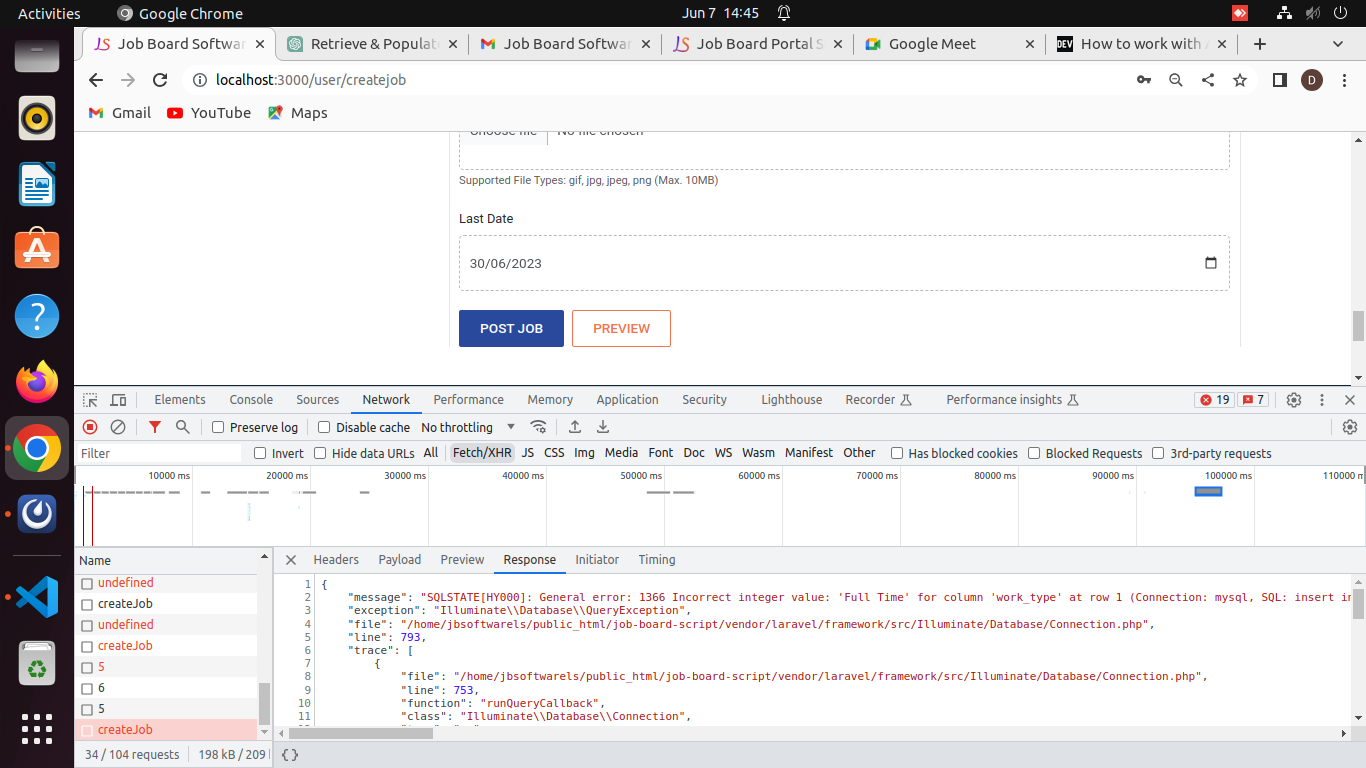 Activities Google Chrome Jun 7 14:45
Job Board Softwar Retrieve & Populat Job Board Softwa Job Board Portal S Google Meet DEV How to work with
localhost:3000/user/createjob D
Gmail YouTube Maps
Choose file No file chosen
Supported File Types: gif, jpg, jpeg, png (Max. 10MB)
Last Date
30/06/2023
POST JOB PREVIEW
Elements Console Sources Network Performance Memory Application Security Lighthouse Recorder Performance insights 19 7
Preserve log Disable cache No throttling
Filter Invert Hide data URLs All Fetch/XHR JS CSS Img Media Font Doc WS Wasm Manifest Other Has blocked cookies Blocked Requests 3rd-party requests
10000 ms 20000 ms 30000 ms 40000 ms 50000 ms 60000 ms 70000 ms 80000 ms 90000 ms 100000 ms 110000 m
Name Headers Payload Preview Response Initiator Timing
undefined
createJob
undefined
createJob
5
6
5
createJob
34 / 104 requests 198 kB / 209
1 {
2 "message": "SQLSTATE[HY000]: General error: 1366 Incorrect integer value: 'Full Time' for column 'work_type' at row 1 (Connection: mysql, SQL: insert in
3 "exception": "Illuminate\\Database\\QueryException",
4 "file": "/home/jbsoftwarels/public_html/job-board-script/vendor/laravel/framework/src/Illuminate/Database/Connection.php",
5 "line": 793,
6 "trace": [
7 {
8 "file": "/home/jbsoftwarels/public_html/job-board-script/vendor/laravel/framework/src/Illuminate/Database/Connection.php",
9 "line": 753,
10 "function": "runQueryCallback",
11 "class": "Illuminate\\Database\\Connection",
{}